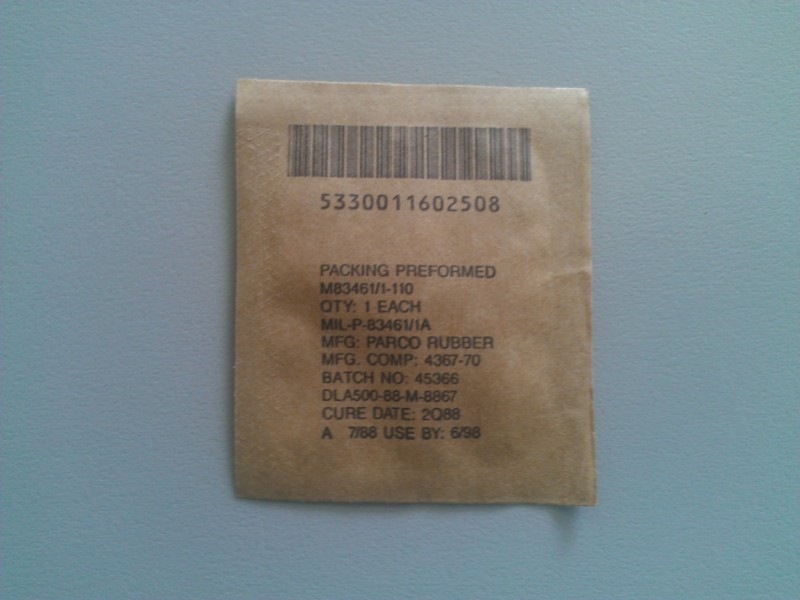 5330011602508
PACKING PREFORMED
M83461/1-110
QTY: 1 EACH
MIL-P-83461/1A
MFG: PARCO RUBBER
MFG. COMP: 4367-70
BATCH NO: 45366
DLA500-88-M-8867
CURE DATE: 2Q88
A 7/88 USE BY: 6/98